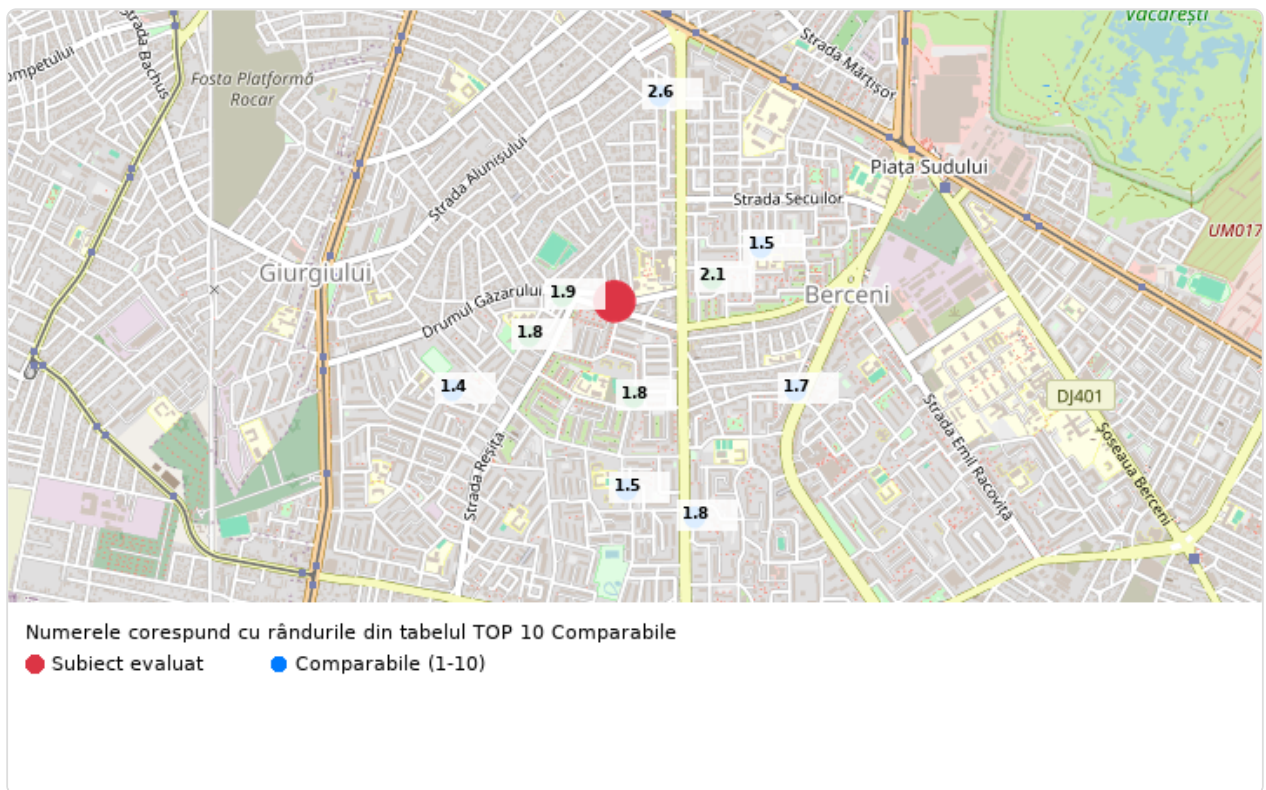 Văcărești
Strada Bachus
Strada Mărțișor
ompetului
Fosta Platformă
Rocar
2.6
Piața Sudului
Strada Alunișului
Strada Secuilor
UM017
1.5
Giurgiului
2.1
1.9
Drumul Găzarului
Berceni
1.8
1.4
1.8
1.7
DJ401
Strada Reșița
Strada Emil Racoviță
Șoseaua Berceni
1.5
1.8
Numerele corespund cu rândurile din tabelul TOP 10 Comparabile
Subiect evaluat Comparabile (1-10)